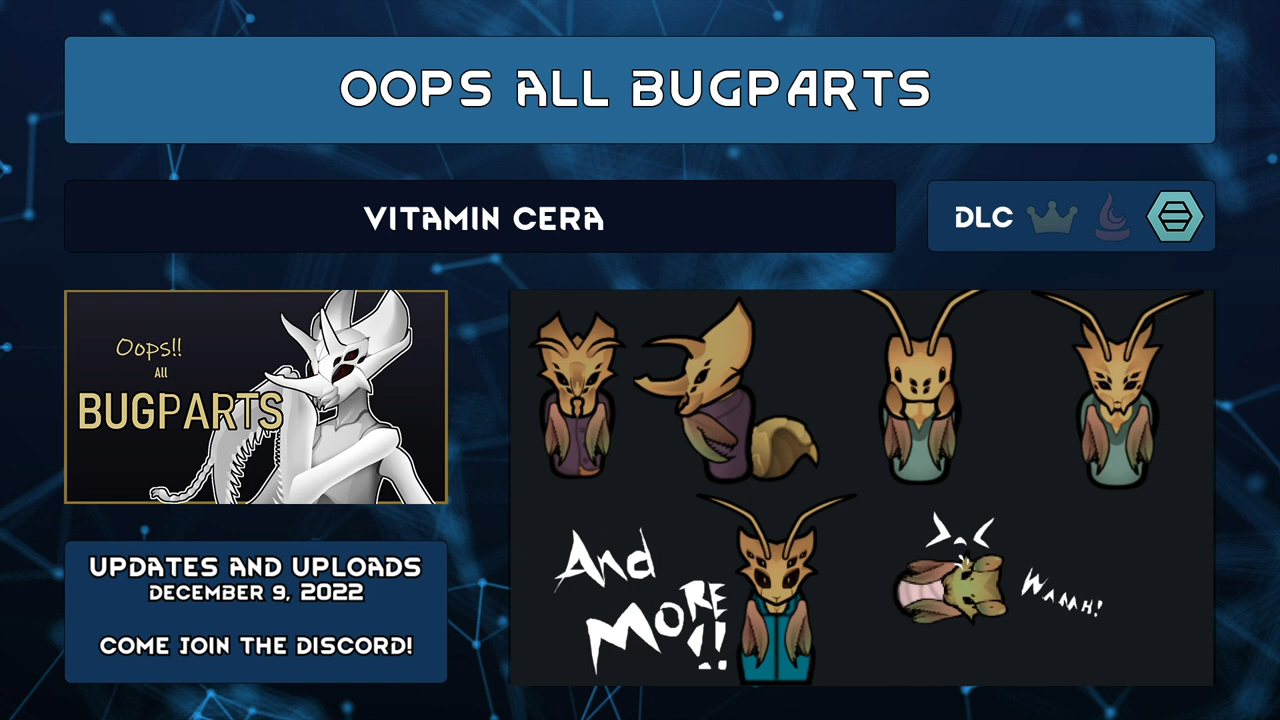 OOPS ALL BUGPARTS
VITAMIN CERA
DLC
Oops!!
All
BUGPARTS
And
MORE!!
WAAAH!
UPDATES AND UPLOADS
DECEMBER 9, 2022
COME JOIN THE DISCORD!